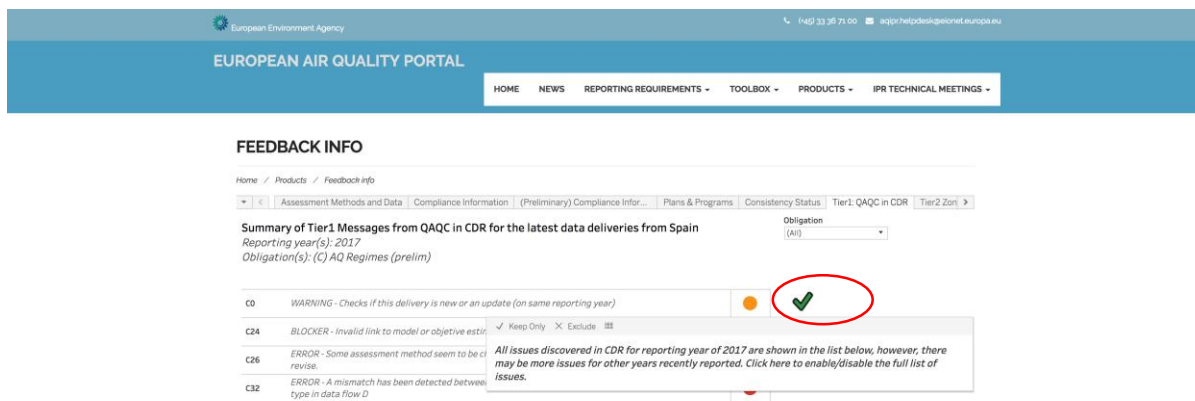 European Environment Agency
(+45) 33 36 71 00 aqipr.helpdesk@eionet.europa.eu
EUROPEAN AIR QUALITY PORTAL
HOME NEWS REPORTING REQUIREMENTS TOOLBOX PRODUCTS IPR TECHNICAL MEETINGS
FEEDBACK INFO
Home / Products / Feedback info
Assessment Methods and Data Compliance Information (Preliminary) Compliance Infor... Plans & Programs Consistency Status Tier1: QAQC in CDR Tier2 Zon
Summary of Tier1 Messages from QAQC in CDR for the latest data deliveries from Spain
Obligation
(All)
Reporting year(s): 2017
Obligation(s): (C) AQ Regimes (prelim)
C0 WARNING - Checks if this delivery is new or an update (on same reporting year)
C24 BLOCKER - Invalid link to model or objetive
Keep Only Exclude
All issues discovered in CDR for reporting year of 2017 are shown in the list below, however, there
may be more issues for other years recently reported. Click here to enable/disable the full list of
issues.
C26 ERROR - Some assessment method seem to be
revise.
C32 ERROR - A mismatch has been detected between
type in data flow D